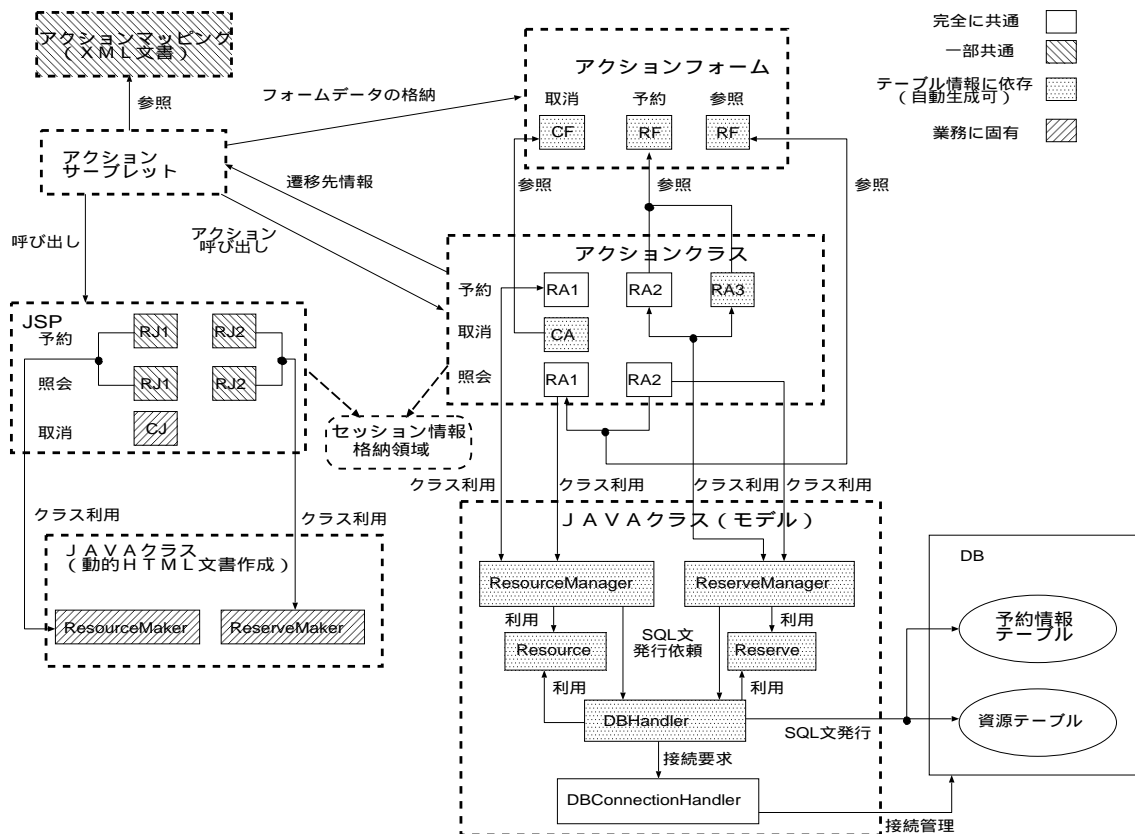 アクションマッピング
（ＸＭＬ文書）
参照
アクション
サーブレット
フォームデータの格納
遷移先情報
アクション
呼び出し
呼び出し
アクションフォーム
取消
予約
参照
CF
RF
RF
参照
参照
参照
完全に共通
一部共通
テーブル情報に依存
（自動生成可）
業務に固有
アクションクラス
予約
RA1
RA2
RA3
取消
CA
照会
RA1
RA2
JSP
予約
RJ1
RJ2
照会
RJ1
RJ2
取消
CJ
セッション情報
格納領域
クラス利用
クラス利用
クラス利用
クラス利用
クラス利用
クラス利用
ＪＡＶＡクラス
（動的ＨＴＭＬ文書作成）
ResourceMaker
ReserveMaker
ＪＡＶＡクラス（モデル）
ResourceManager
ReserveManager
利用
SQL文
発行依頼
利用
Resource
Reserve
利用
利用
DBHandler
SQL文発行
接続要求
DBConnectionHandler
接続管理
DB
予約情報
テーブル
資源テーブル